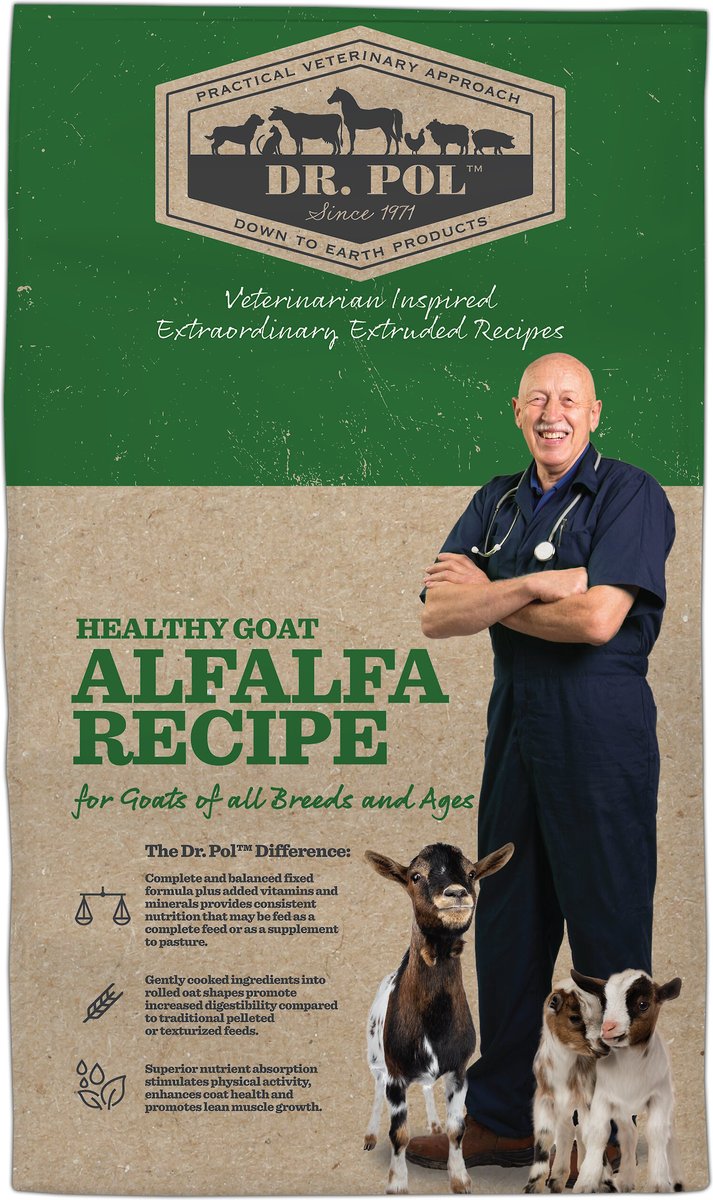 PRACTICAL VETERINARY APPROACH
DR. POL™
Since 1971
DOWN TO EARTH PRODUCTS
Veterinarian Inspired
Extraordinary Extruded Recipes
HEALTHY GOAT
ALFALFA
RECIPE
for Goats of all Breeds and Ages
The Dr. Pol™ Difference:
Complete and balanced fixed
formula plus added vitamins and
minerals provides consistent
nutrition that may be fed as a
complete feed or as a supplement
to pasture.
Gently cooked ingredients into
rolled oat shapes promote
increased digestibility compared
to traditional pelleted
or texturized feeds.
Superior nutrient absorption
stimulates physical activity,
enhances coat health and
promotes lean muscle growth.